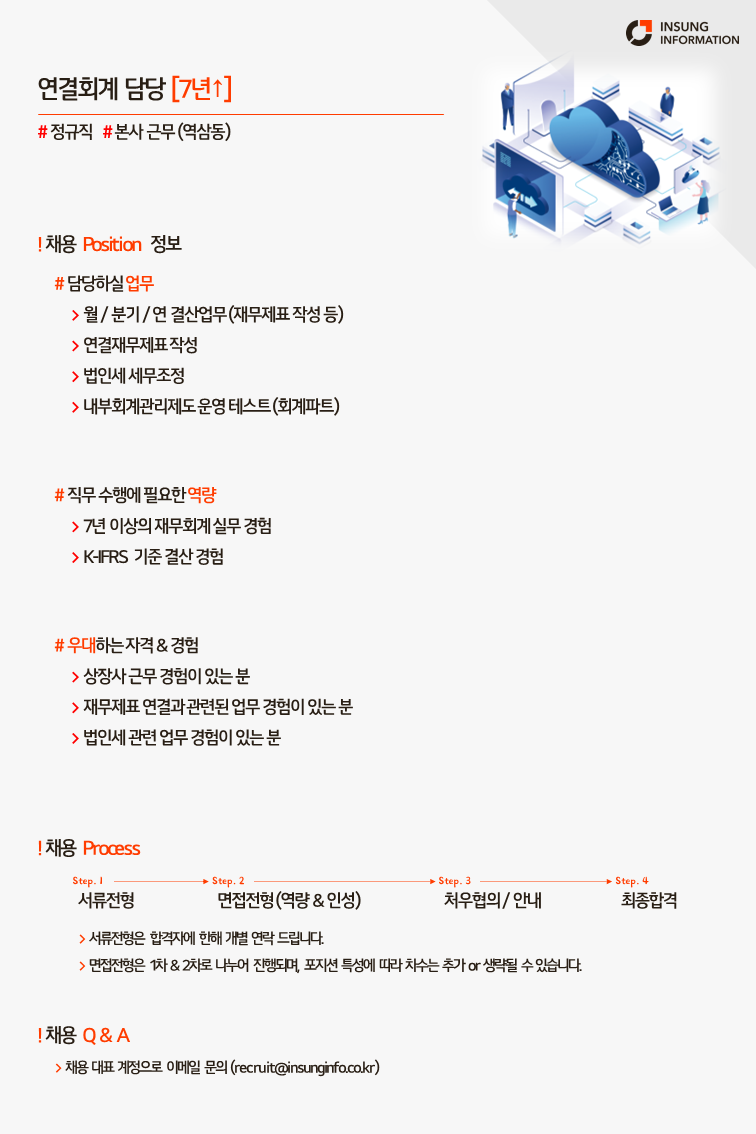 INSUNG
INFORMATION
연결회계 담당 [7년↑]
# 정규직 # 본사 근무 (역삼동)
! 채용 Position 정보
# 담당하실 업무
> 월 / 분기 / 연 결산업무 (재무제표 작성 등)
> 연결재무제표 작성
> 법인세 세무조정
> 내부회계관리제도 운영 테스트 (회계파트)
# 직무 수행에 필요한 역량
> 7년 이상의 재무회계 실무 경험
> K-IFRS 기준 결산 경험
# 우대하는 자격 & 경험
> 상장사 근무 경험이 있는 분
> 재무제표 연결과 관련된 업무 경험이 있는 분
> 법인세 관련 업무 경험이 있는 분
! 채용 Process
Step. 1 Step. 2 Step. 3 Step. 4
서류전형 면접전형 (역량 & 인성) 처우협의 / 안내 최종합격
> 서류전형은 합격자에 한해 개별 연락 드립니다.
> 면접전형은 1차 & 2차로 나누어 진행되며, 포지션 특성에 따라 차수는 추가 or 생략될 수 있습니다.
! 채용 Q & A
> 채용 대표 계정으로 이메일 문의 (recruit@insunginfo.co.kr)